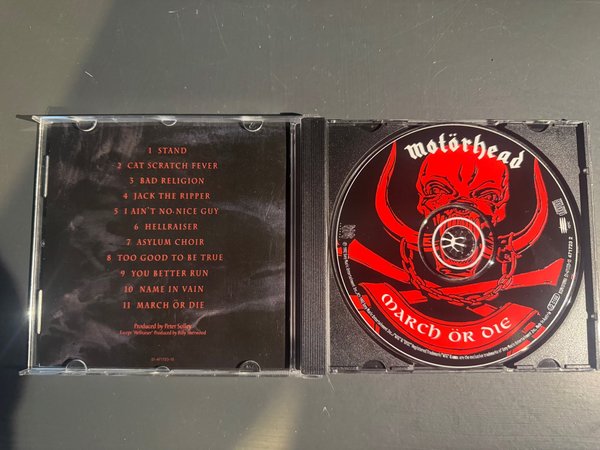 1 STAND
2 CAT SCRATCH FEVER
3 BAD RELIGION
4 JACK THE RIPPER
5 I AIN'T NO NICE GUY
6 HELLRAISER
7 ASYLUM CHOIR
8 TOO GOOD TO BE TRUE
9 YOU BETTER RUN
10 NAME IN VAIN
11 MARCH ÖR DIE
Produced by Peter Solley
Except 'Hellraiser' Produced by Billy Sherwood
motörhead
MARCH ÖR DIE